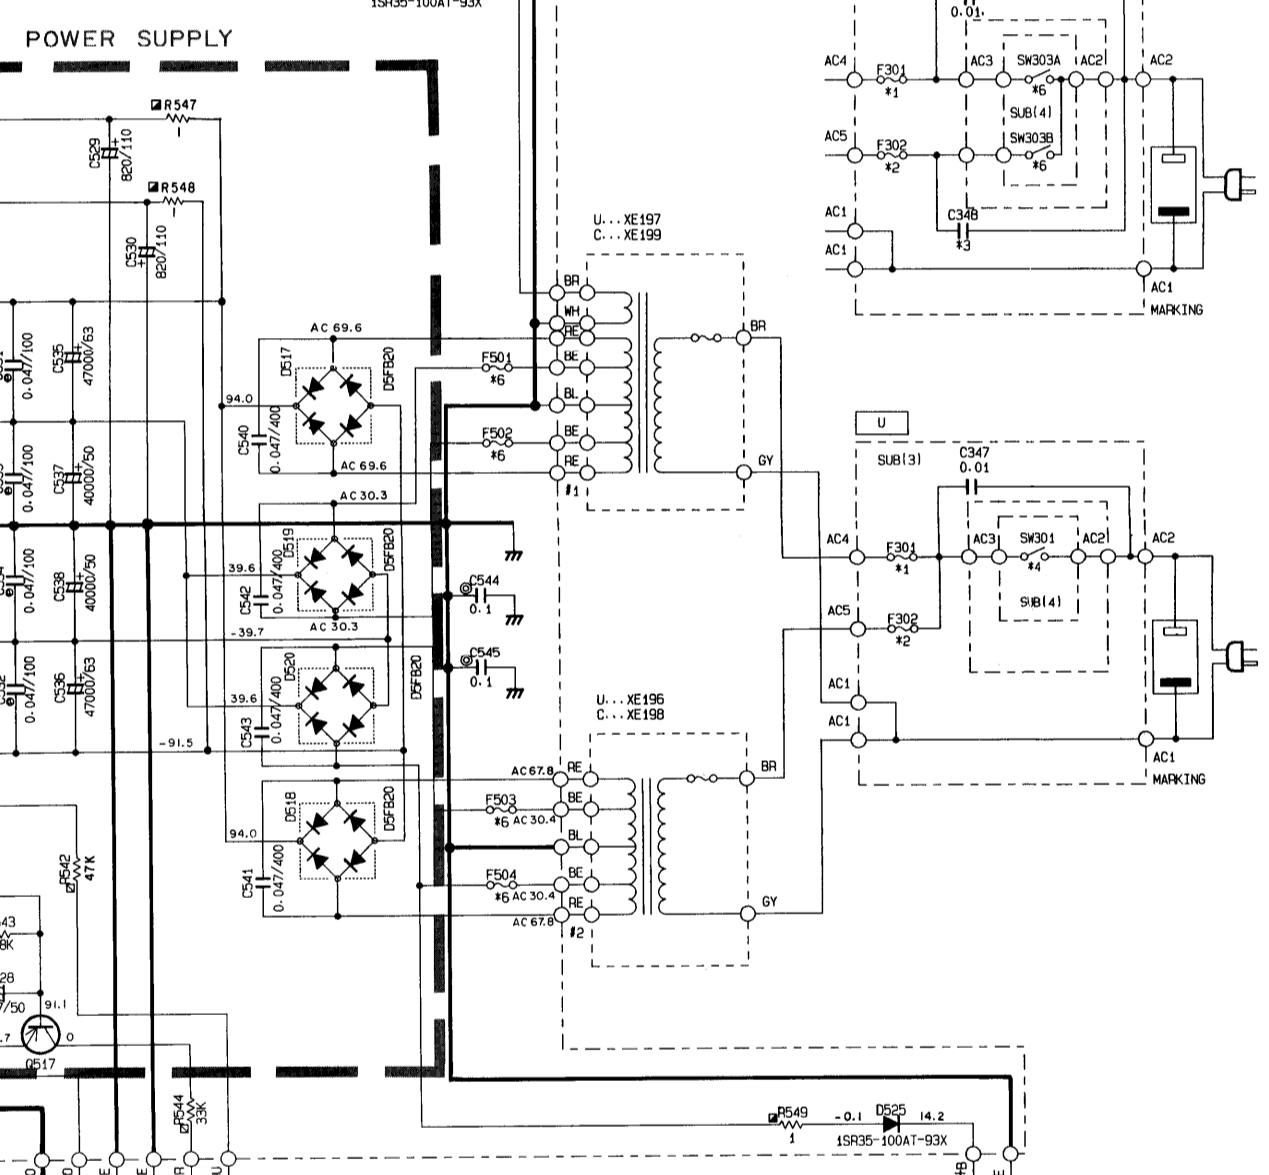 1SR35-100AT-93X
POWER SUPPLY
R547
1
C529
820/110
R548
1
C530
820/110
0.047/100
C535
47000/63
0.047/100
C537
40000/50
0.047/100
C538
40000/50
0.047/100
C536
47000/63
AC 69.6
D517
D5FB20
94.0
C540
0.047/400
AC 69.6
AC 30.3
D519
D5FB20
39.6
C542
0.047/400
AC 30.3
-39.7
D520
D5FB20
39.6
C543
0.047/400
-91.5
D518
D5FB20
94.0
C541
0.047/400
F501
*6
F502
*6
C544
0.1
C545
0.1
AC 67.8
F503
*6 AC 30.4
F504
*6 AC 30.4
AC 67.8
U...XE197
C...XE199
BR
WH
RE
BE
BL
BE
RE
#1
BR
GY
U...XE196
C...XE198
RE
BE
BL
BE
RE
#2
BR
GY
0.01
AC4
F301
*1
AC3
SW303A
*6
AC2
AC2
SUB(4)
AC5
F302
*2
SW303B
*6
AC1
C348
*3
AC1
AC1
MARKING
U
SUB(3)
C347
0.01
AC4
F301
*1
AC3
SW301
*4
AC2
AC2
SUB(4)
AC5
F302
*2
AC1
AC1
AC1
MARKING
R542
47K
43
8K
28
/50
91.1
.7
0
Q517
R544
33K
R549
1
-0.1
D525
14.2
1SR35-100AT-93X
E
E
R
U
+B
E